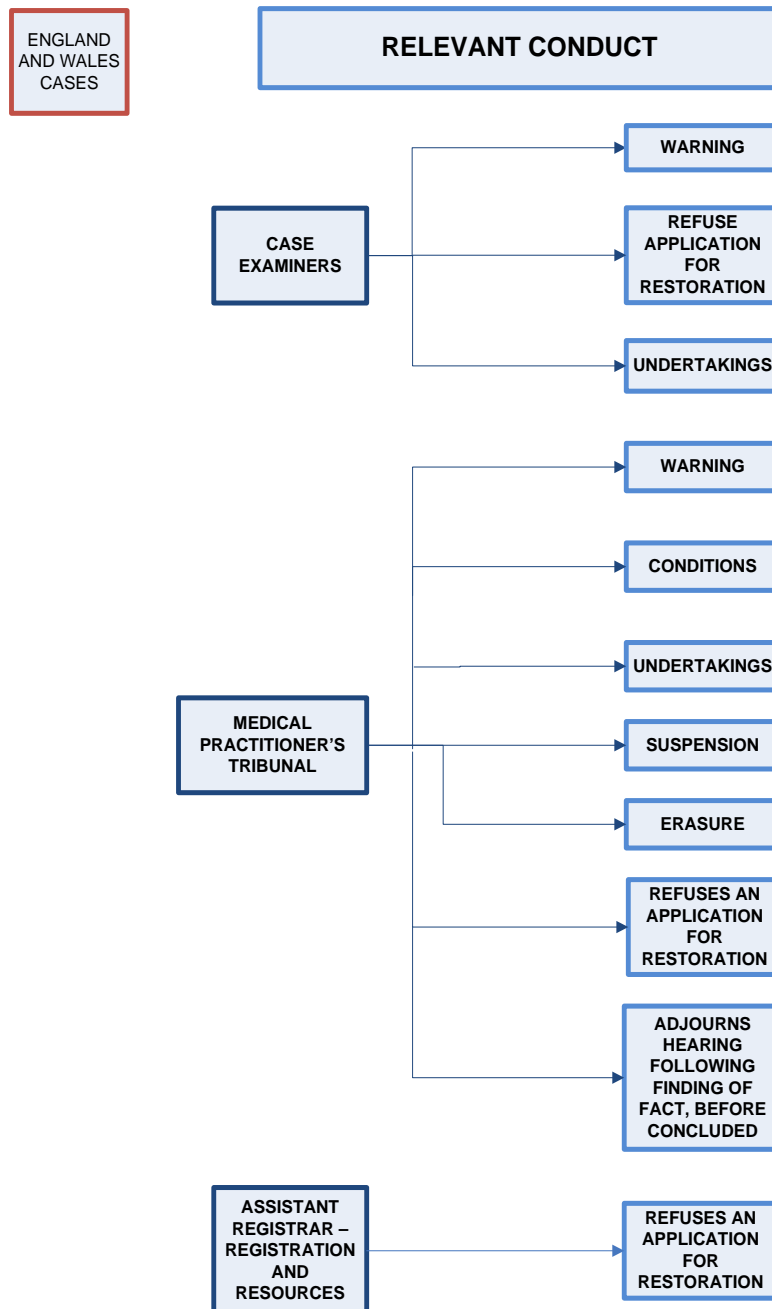 ENGLAND
AND WALES
CASES
RELEVANT CONDUCT
CASE
EXAMINERS
WARNING
REFUSE
APPLICATION
FOR
RESTORATION
UNDERTAKINGS
MEDICAL
PRACTITIONER'S
TRIBUNAL
WARNING
CONDITIONS
UNDERTAKINGS
SUSPENSION
ERASURE
REFUSES AN
APPLICATION
FOR
RESTORATION
ADJOURNS
HEARING
FOLLOWING
FINDING OF
FACT, BEFORE
CONCLUDED
ASSISTANT
REGISTRAR –
REGISTRATION
AND
RESOURCES
REFUSES AN
APPLICATION
FOR
RESTORATION